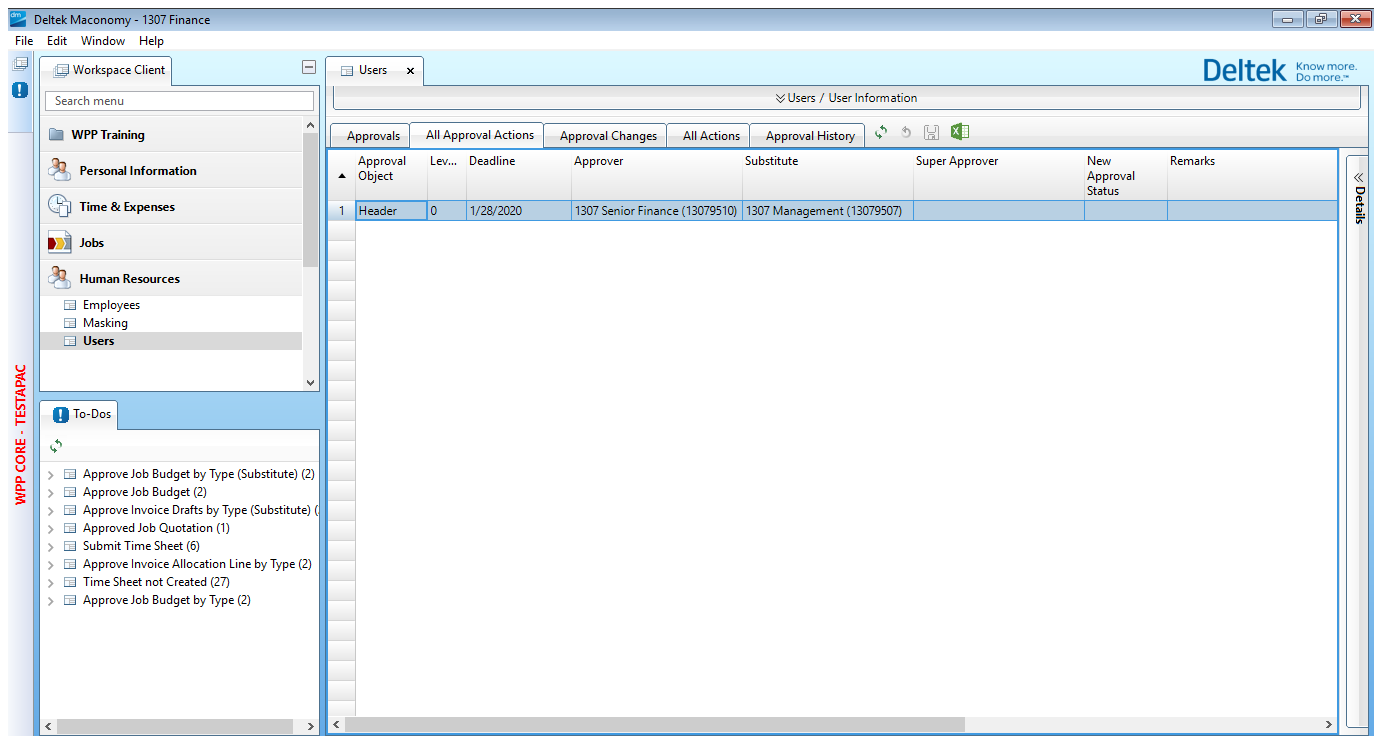 Deltek Maconomy - 1307 Finance
File Edit Window Help
Workspace Client
Users
Deltek Know more. Do more.™
Search menu
Users / User Information
WPP Training
Personal Information
Time & Expenses
Jobs
Human Resources
Employees
Masking
Users
Approvals All Approval Actions Approval Changes All Actions Approval History
Approval Object Lev... Deadline Approver Substitute Super Approver New Approval Status Remarks
1 Header 0 1/28/2020 1307 Senior Finance (13079510) 1307 Management (13079507)
Details
WPP CORE - TESTAPAC
To-Dos
Approve Job Budget by Type (Substitute) (2)
Approve Job Budget (2)
Approve Invoice Drafts by Type (Substitute) (
Approved Job Quotation (1)
Submit Time Sheet (6)
Approve Invoice Allocation Line by Type (2)
Time Sheet not Created (27)
Approve Job Budget by Type (2)